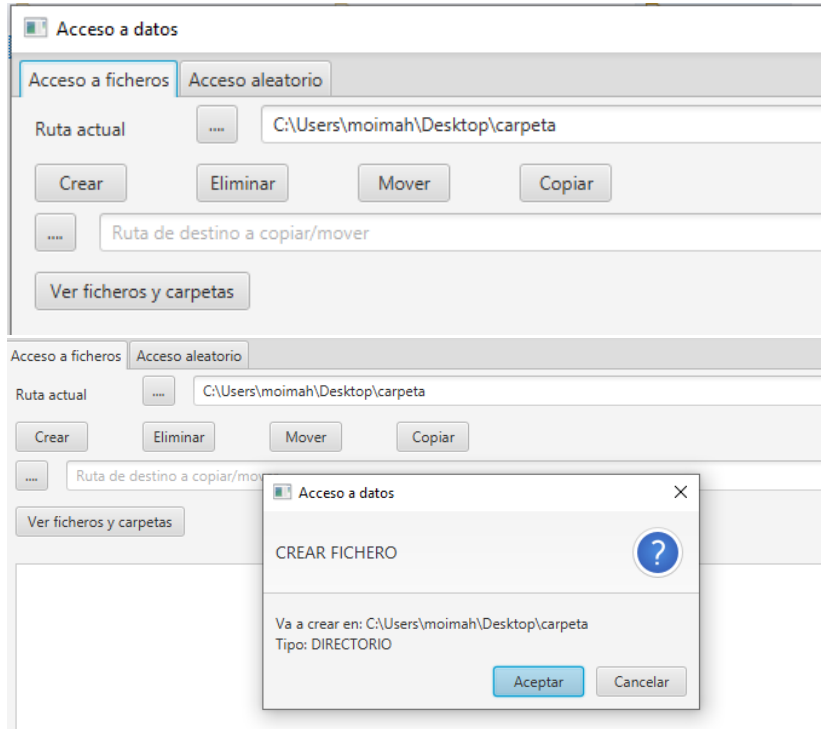 Acceso a datos
Acceso a ficheros Acceso aleatorio
Ruta actual .... C:\Users\moimah\Desktop\carpeta
Crear Eliminar Mover Copiar
.... Ruta de destino a copiar/mover
Ver ficheros y carpetas
Acceso a ficheros Acceso aleatorio
Ruta actual .... C:\Users\moimah\Desktop\carpeta
Crear Eliminar Mover Copiar
.... Ruta de destino a copiar/mov
Ver ficheros y carpetas
Acceso a datos
CREAR FICHERO
?
Va a crear en: C:\Users\moimah\Desktop\carpeta
Tipo: DIRECTORIO
Aceptar Cancelar